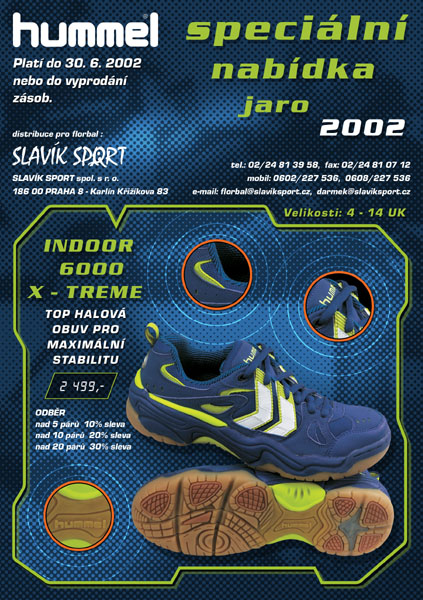 hummel
speciální
nabídka
jaro
2002
Platí do 30. 6. 2002
nebo do vyprodání
zásob.
distribuce pro florbal :
SLAVÍK SPORT
SLAVÍK SPORT spol. s r. o.
186 00 PRAHA 8 - Karlín Křižíkova 83
tel.: 02/24 81 39 58, fax: 02/24 81 07 12
mobil: 0602/227 536, 0608/227 536
e-mail: florbal@slaviksport.cz, darmek@slaviksport.cz
Velikosti: 4 - 14 UK
INDOOR
6000
X - TREME
TOP HALOVÁ
OBUV PRO
MAXIMÁLNÍ
STABILITU
2 499,-
ODBĚR
nad 5 párů 10% sleva
nad 10 párů 20% sleva
nad 20 párů 30% sleva
hummel
hummel
hummel